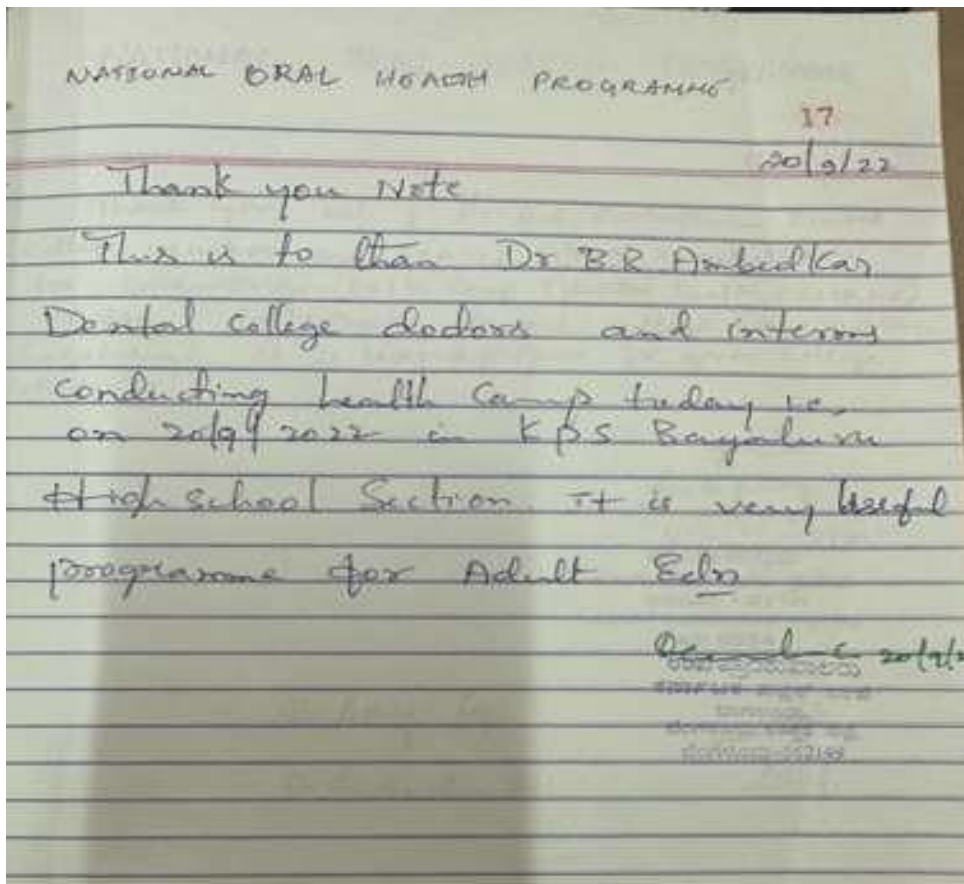 NATIONAL ORAL HEALTH PROGRAMME
17
20/9/22
Thank you Note
This is to than Dr B R Ambedkar
Dental College doctors and interns
conducting health Camp today i.e,
on 20/9/2022 in KPS Bagaluru
High school Section. it is very Useful
programme for Adult Edn
20/9/2